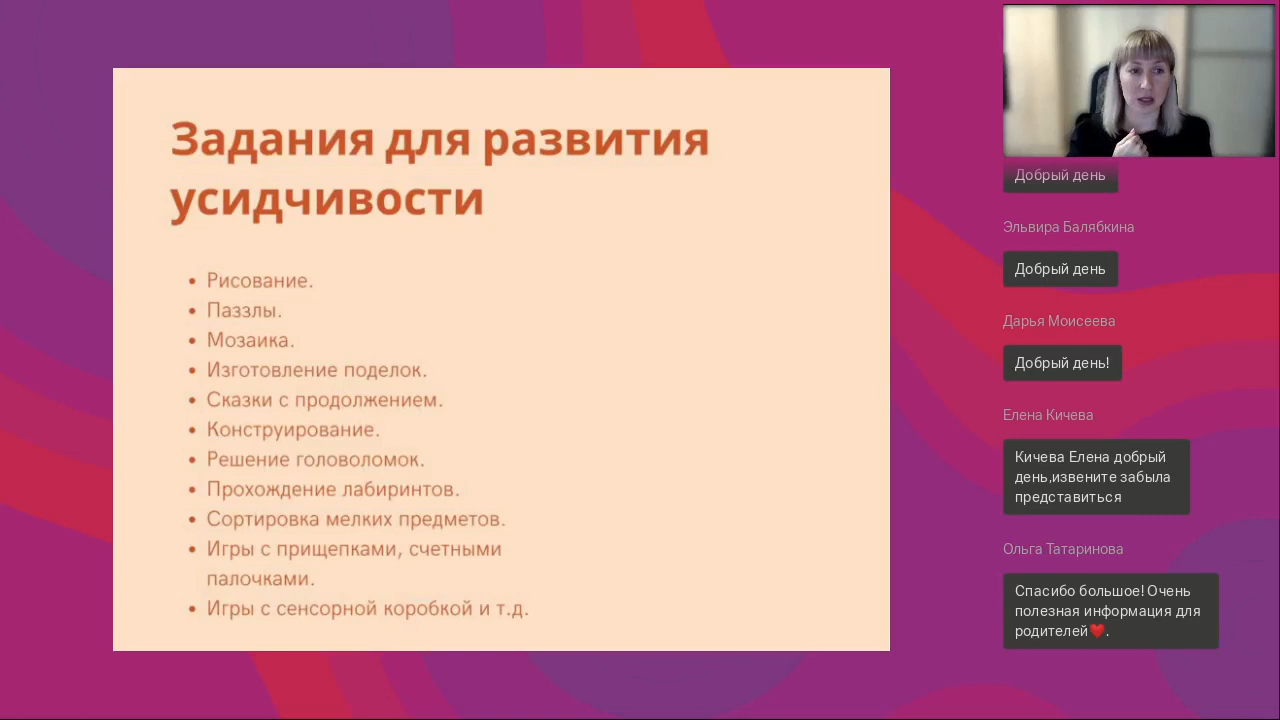 Задания для развития
усидчивости
• Рисование.
• Паззлы.
• Мозаика.
• Изготовление поделок.
• Сказки с продолжением.
• Конструирование.
• Решение головоломок.
• Прохождение лабиринтов.
• Сортировка мелких предметов.
• Игры с прищепками, счетными
палочками.
• Игры с сенсорной коробкой и т.д.
Добрый день
Эльвира Балябкина
Добрый день
Дарья Моисеева
Добрый день!
Елена Кичева
Кичева Елена добрый
день,извените забыла
представиться
Ольга Татаринова
Спасибо большое! Очень
полезная информация для
родителей❤️.